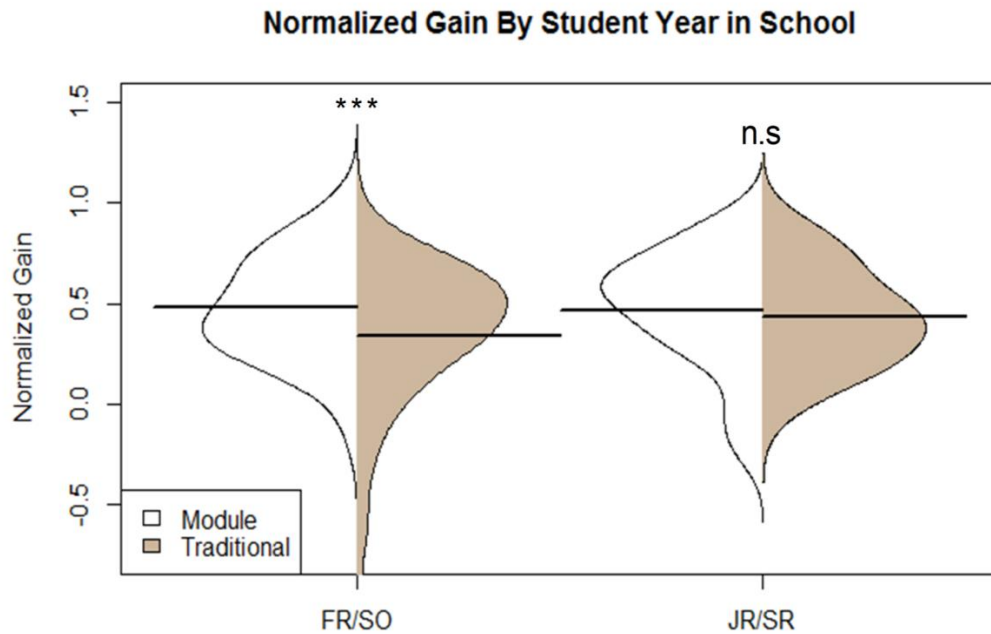 Normalized Gain By Student Year in School
***
n.s
1.5
1.0
0.5
0.0
-0.5
Normalized Gain
Module
Traditional
FR/SO
JR/SR